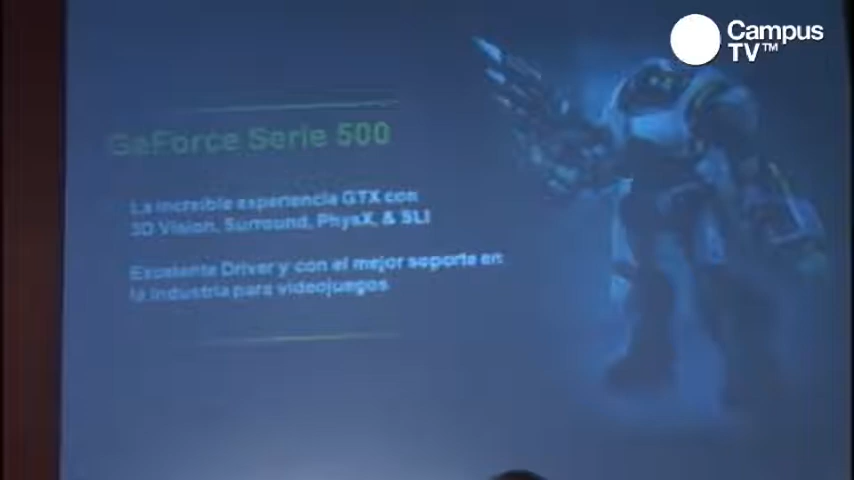 Campus
TV™
GeForce Serie 500
La increíble experiencia GTX con
3D Vision, Surround, PhysX, & SLI
Excelente Driver y con el mejor soporte en
la industria para videojuegos